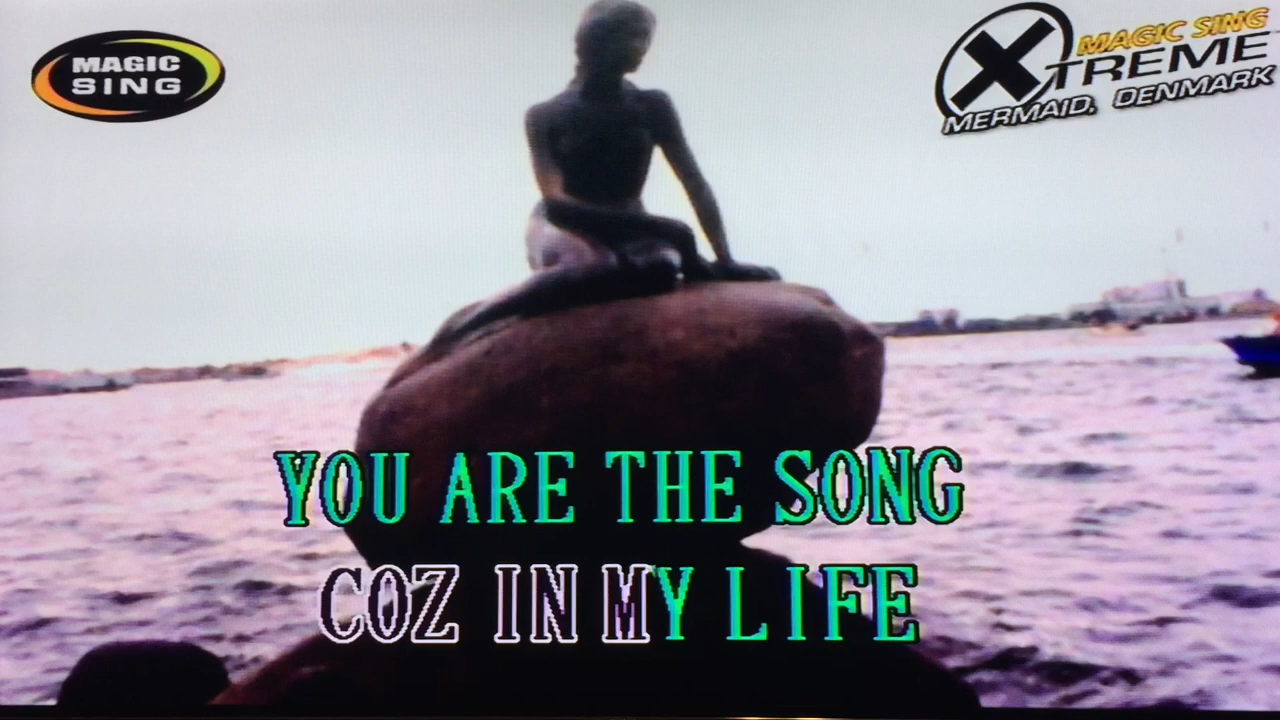 MAGIC
SING
MAGIC SING
XTREME
MERMAID, DENMARK
YOU ARE THE SONG
COZ IN MY LIFE